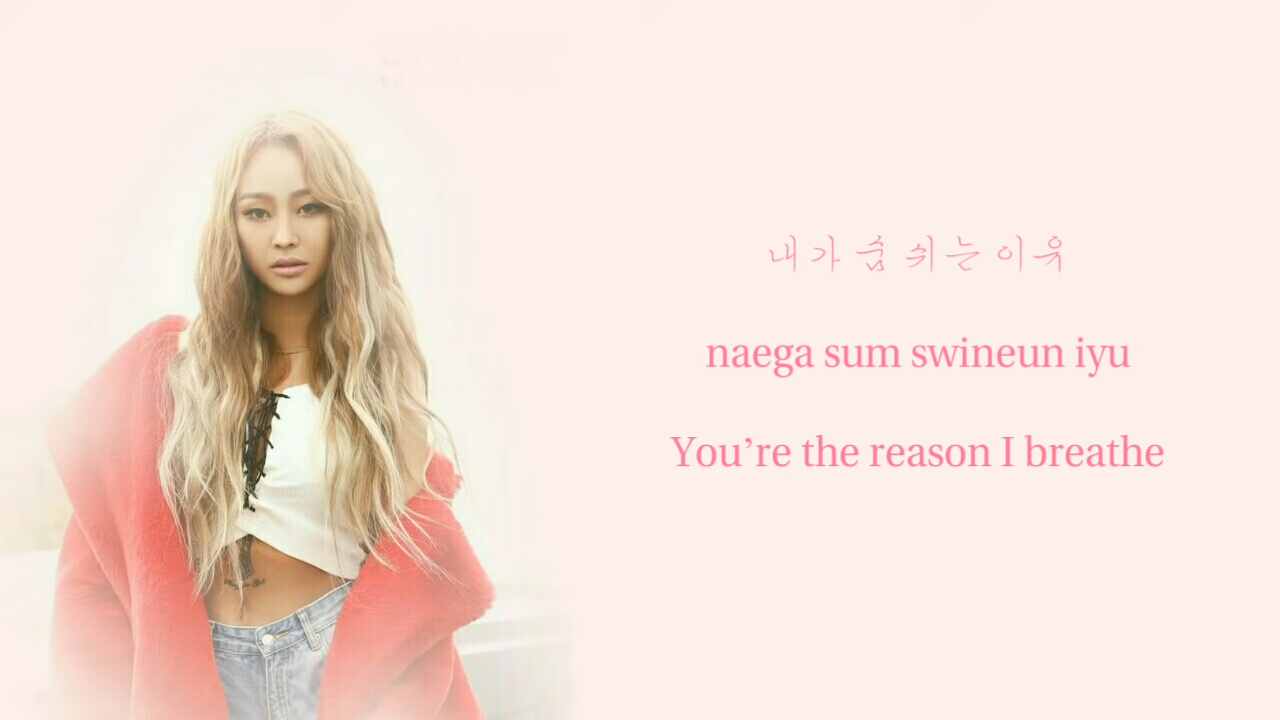 내가 숨 쉬는 이유
naega sum swineun iyu
You’re the reason I breathe